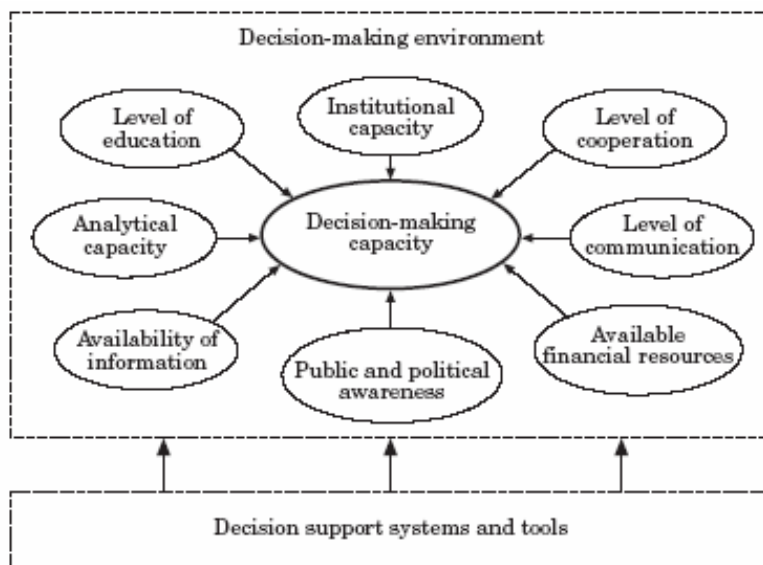 Decision-making environment
Level of
education
Institutional
capacity
Level of
cooperation
Analytical
capacity
Decision-making
capacity
Level of
communication
Availability of
information
Public and political
awareness
Available
financial resources
Decision support systems and tools